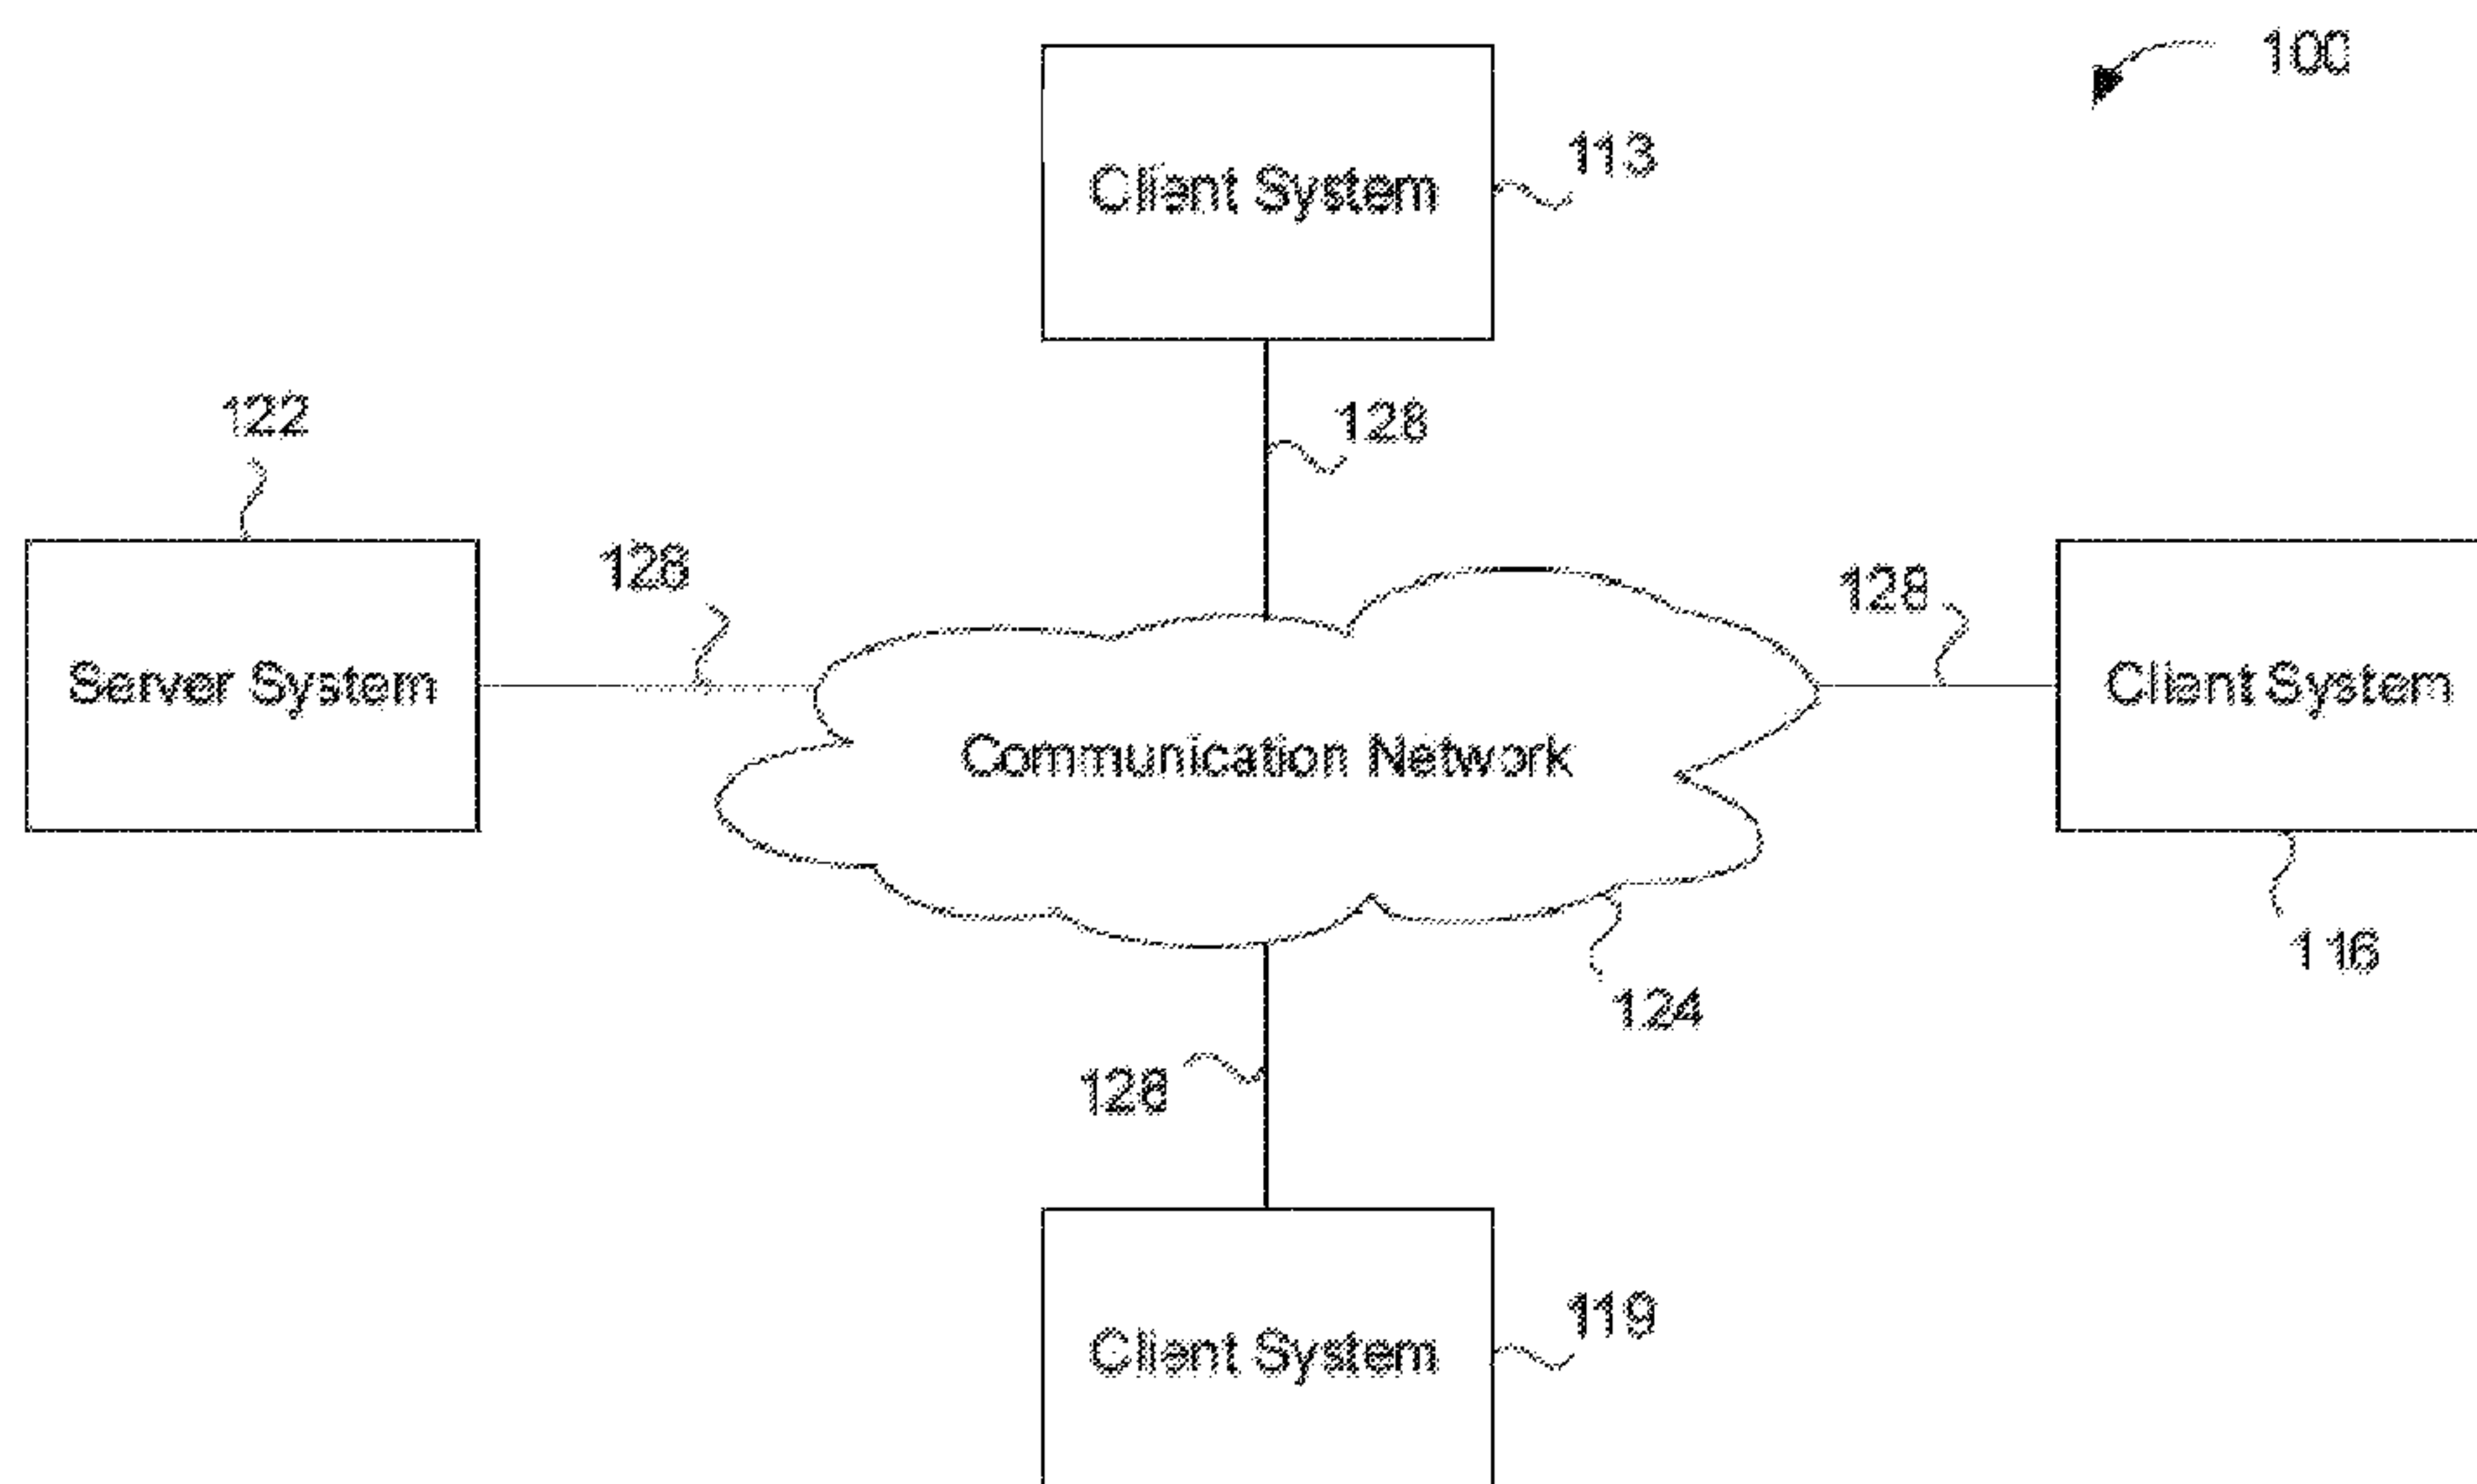 100
Client System
113
128
122
128
128
Server System
Client System
Communication Network
116
124
128
Client System
119